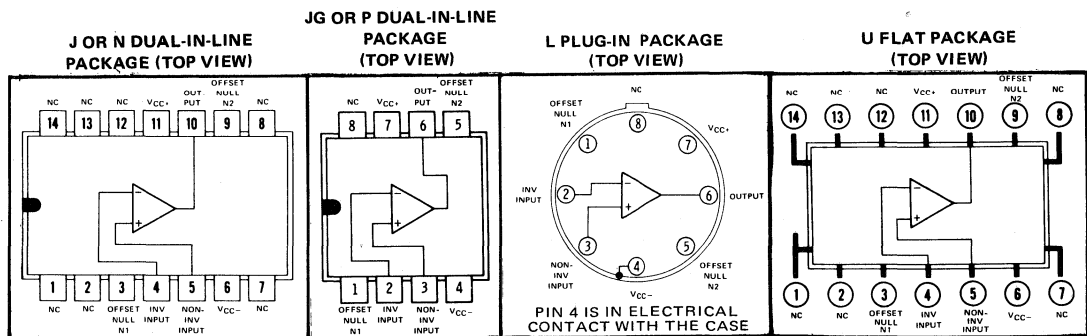 J OR N DUAL-IN-LINE
PACKAGE (TOP VIEW)
NC NC NC VCC+ OUT-PUT OFFSET NULL N2 NC
14 13 12 11 10 9 8
1 2 3 4 5 6 7
NC NC OFFSET NULL N1 INV INPUT NON-INV INPUT VCC− NC
JG OR P DUAL-IN-LINE
PACKAGE
(TOP VIEW)
NC VCC+ OUT-PUT OFFSET NULL N2
8 7 6 5
1 2 3 4
OFFSET NULL N1 INV INPUT NON-INV INPUT VCC−
L PLUG-IN PACKAGE
(TOP VIEW)
NC
8
OFFSET NULL N1
1
VCC+
7
INV INPUT
2
6
OUTPUT
NON-INV INPUT
3
4
5
OFFSET NULL N2
VCC−
PIN 4 IS IN ELECTRICAL
CONTACT WITH THE CASE
U FLAT PACKAGE
(TOP VIEW)
NC NC NC VCC+ OUTPUT OFFSET NULL N2 NC
14 13 12 11 10 9 8
1 2 3 4 5 6 7
NC NC OFFSET NULL N1 INV INPUT NON-INV INPUT VCC− NC